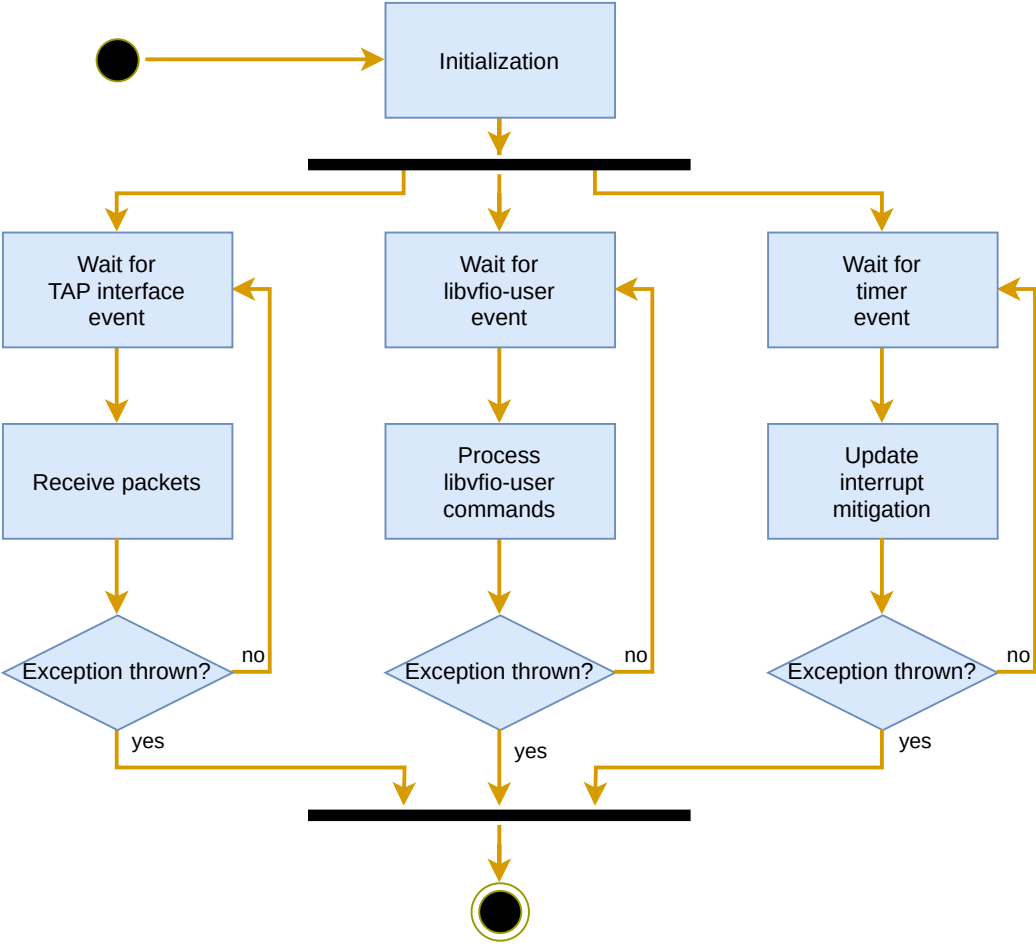 Initialization
Wait for
TAP interface
event
Wait for
libvfio-user
event
Wait for
timer
event
Receive packets
Process
libvfio-user
commands
Update
interrupt
mitigation
Exception thrown?
no
Exception thrown?
no
Exception thrown?
no
yes
yes
yes